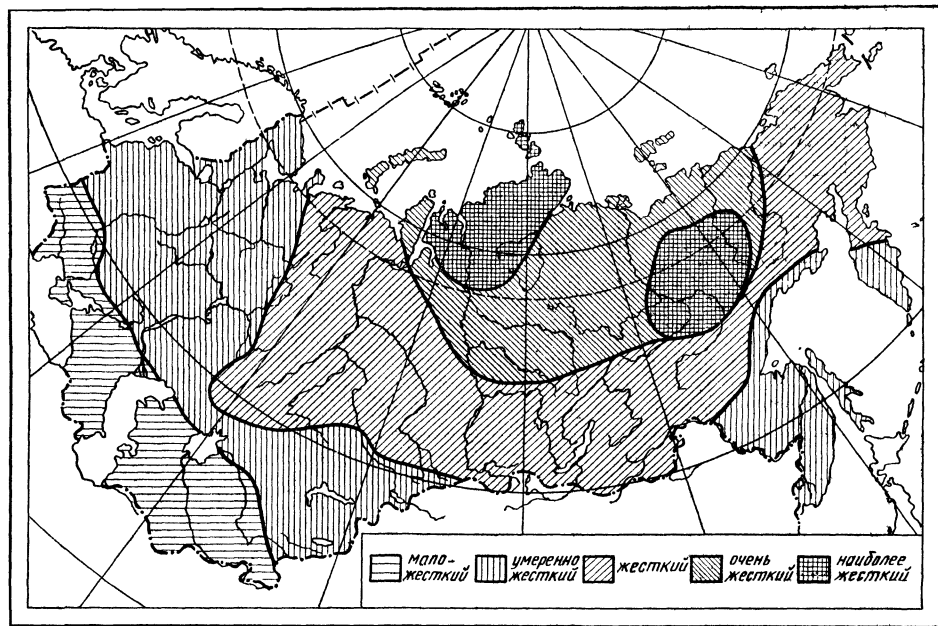 мало-
жесткий
умеренно
жесткий
жесткий
очень
жесткий
наиболее
жесткий